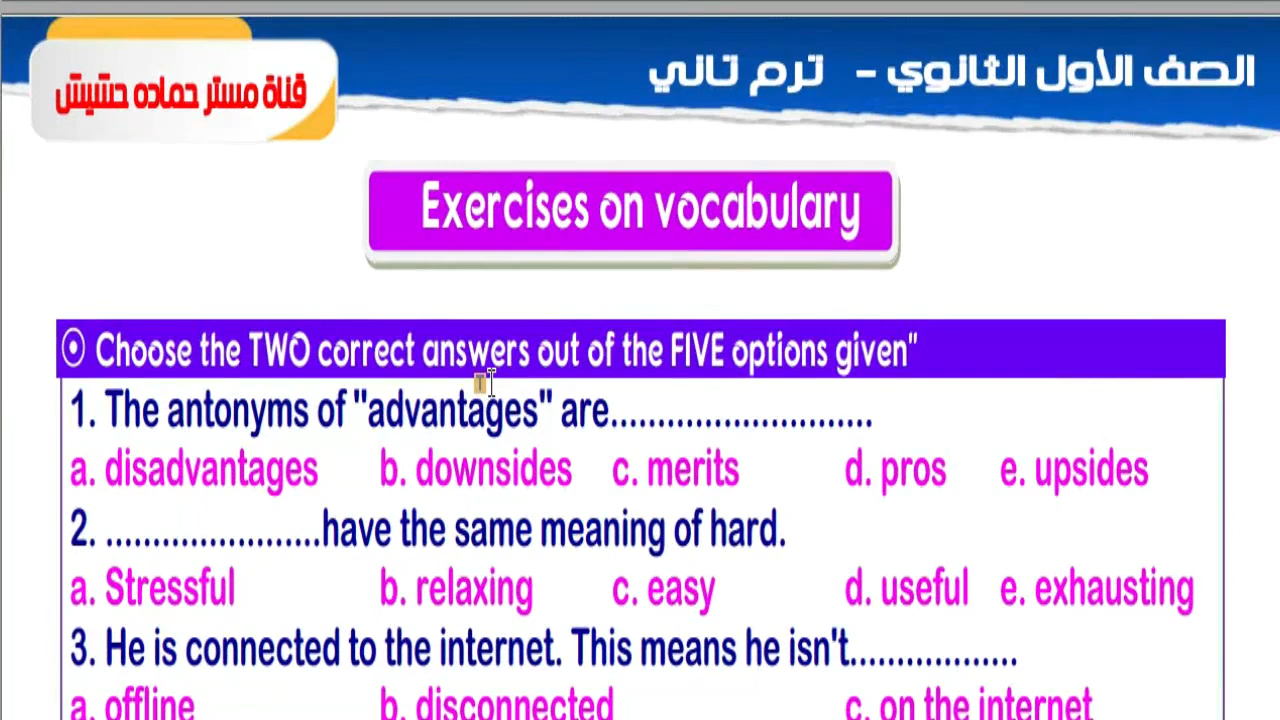 الصف الأول الثانوي - ترم تاني
قناة مستر حماده حشيش
Exercises on vocabulary
Choose the TWO correct answers out of the FIVE options given"
1. The antonyms of "advantages" are............................
a. disadvantages b. downsides c. merits d. pros e. upsides
2. .......................have the same meaning of hard.
a. Stressful b. relaxing c. easy d. useful e. exhausting
3. He is connected to the internet. This means he isn't..................
a. offline b. disconnected c. on the internet